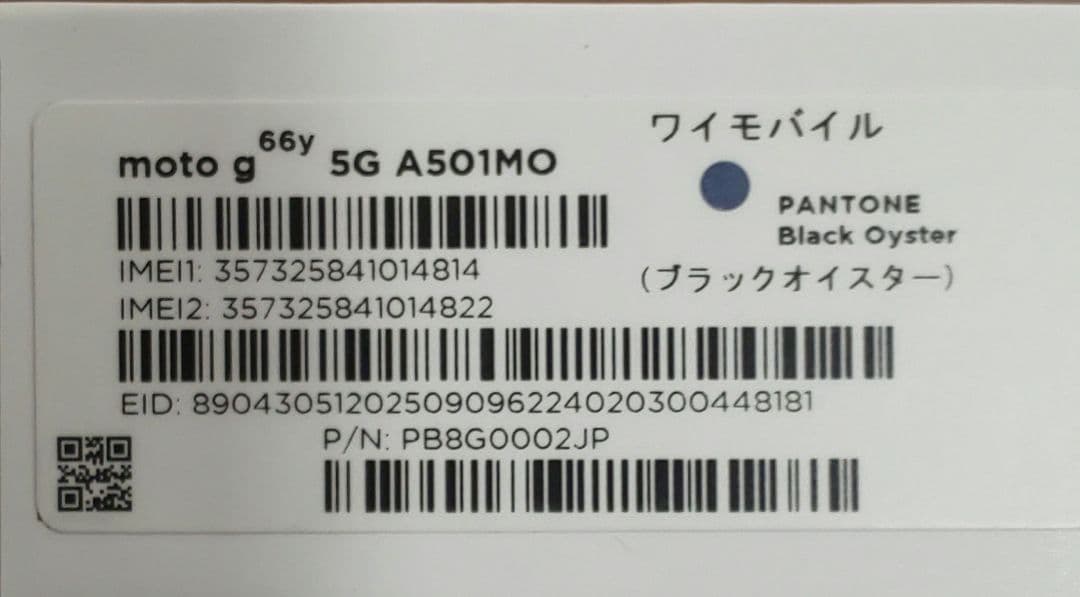 moto g66y 5G A501MO
ワイモバイル
PANTONE
Black Oyster
(ブラックオイスター)
IMEI1: 357325841014814
IMEI2: 357325841014822
EID: 89043051202509096224020300448181
P/N: PB8G0002JP